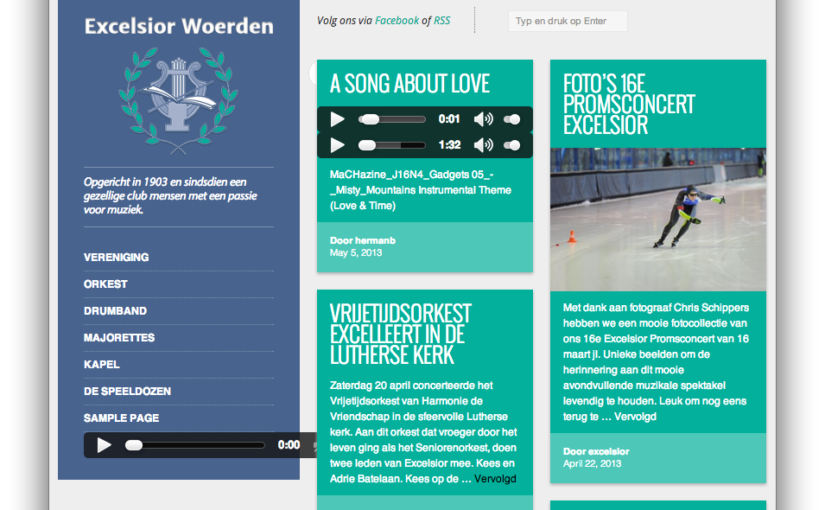 Excelsior Woerden
Opgericht in 1903 en sindsdien een
gezellige club mensen met een passie
voor muziek.
VERENIGING
ORKEST
DRUMBAND
MAJORETTES
KAPEL
DE SPEELDOZEN
SAMPLE PAGE
0:00
Volg ons via Facebook of RSS
Typ en druk op Enter
A SONG ABOUT LOVE
0:01
1:32
MaCHazine_J16N4_Gadgets 05_-
_Misty_Mountains Instrumental Theme
(Love & Time)
Door hermanb
May 5, 2013
VRIJETIJDSORKEST
EXCELLEERT IN DE
LUTHERSE KERK
Zaterdag 20 april concerteerde het
Vrijetijdsorkest van Harmonie de
Vriendschap in de sfeervolle Lutherse
kerk. Aan dit orkest dat vroeger door het
leven ging als het Seniorenorkest, doen
twee leden van Excelsior mee. Kees en
Adrie Batelaan. Kees op de ... Vervolgd
FOTO'S 16E
PROMSCONCERT
EXCELSIOR
Met dank aan fotograaf Chris Schippers
hebben we een mooie fotocollectie van
ons 16e Excelsior Promsconcert van 16
maart jl. Unieke beelden om de
herinnering aan dit mooie
avondvullende muzikale spektakel
levendig te houden. Leuk om nog eens
terug te ... Vervolgd
Door excelsior
April 22, 2013